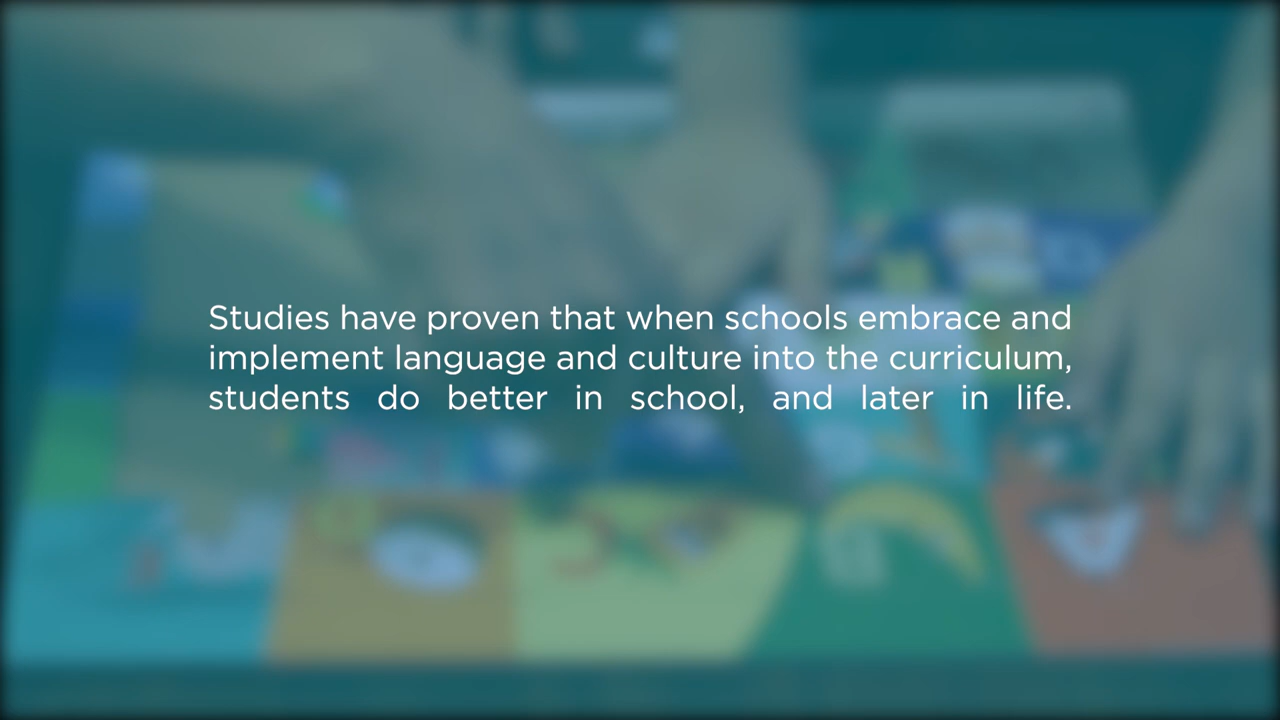 Studies have proven that when schools embrace and
implement language and culture into the curriculum,
students do better in school, and later in life.